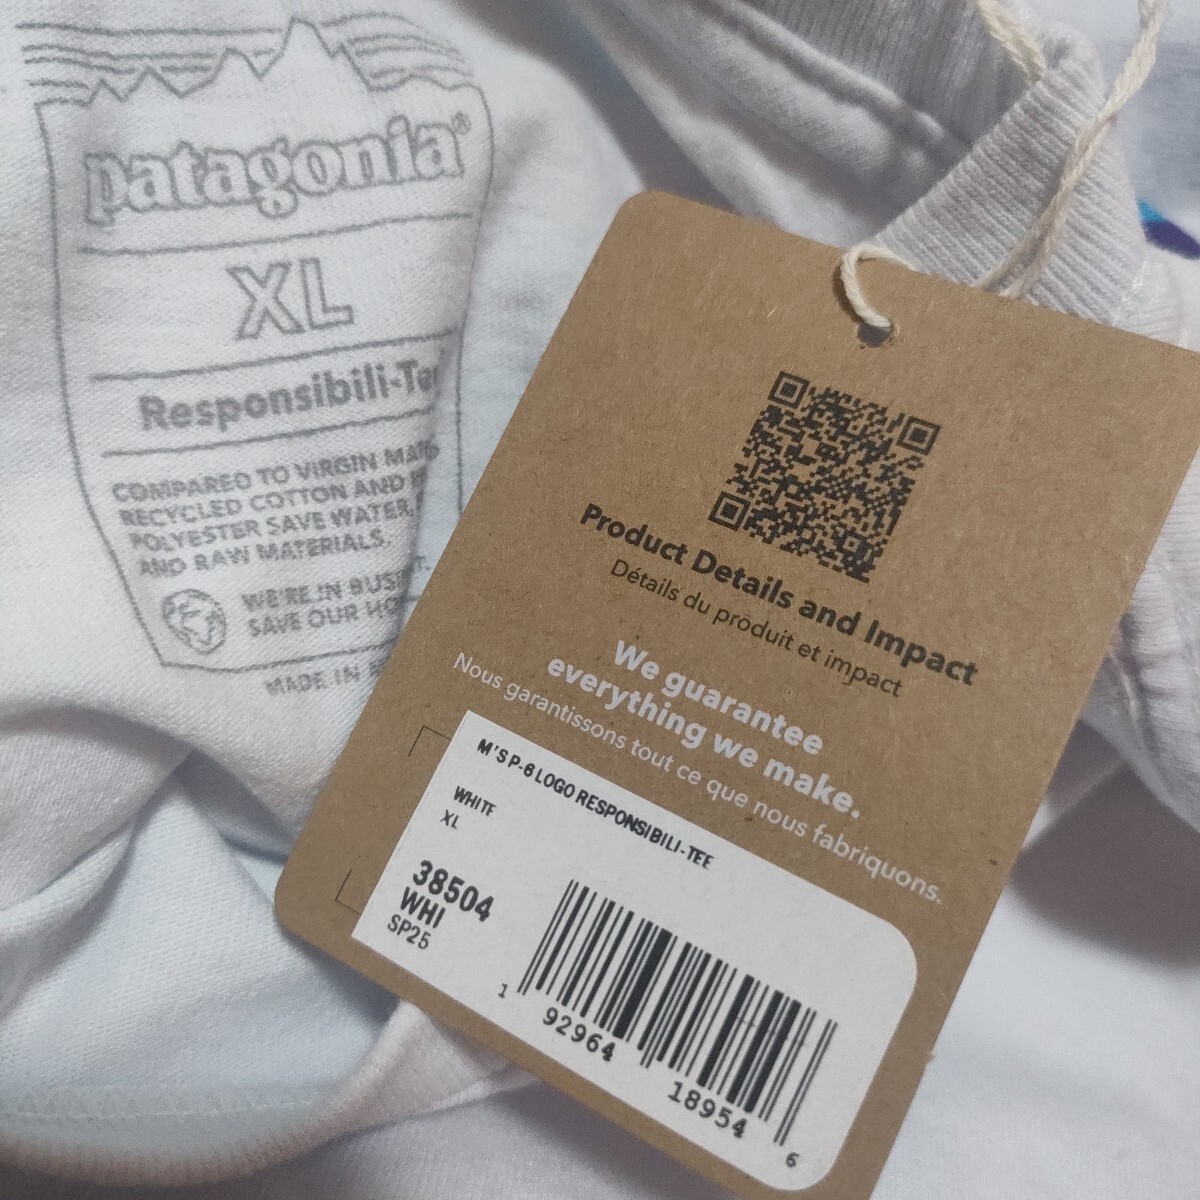 patagonia®
XL
Responsibili-Te
COMPARED TO VIRGIN
RECYCLED COTTON AND
POLYESTER SAVE WATER,
AND RAW MATERIALS.
WE'RE IN
SAVE OUR
MADE IN
Product Details and Impact
Détails du produit et impact
We guarantee
everything we make.
Nous garantissons tout ce que nous fabriquons.
M'S P-6 LOGO RESPONSIBILI-TEE
WHITE
XL
38504
WHI
SP25
1 92964 18954 6